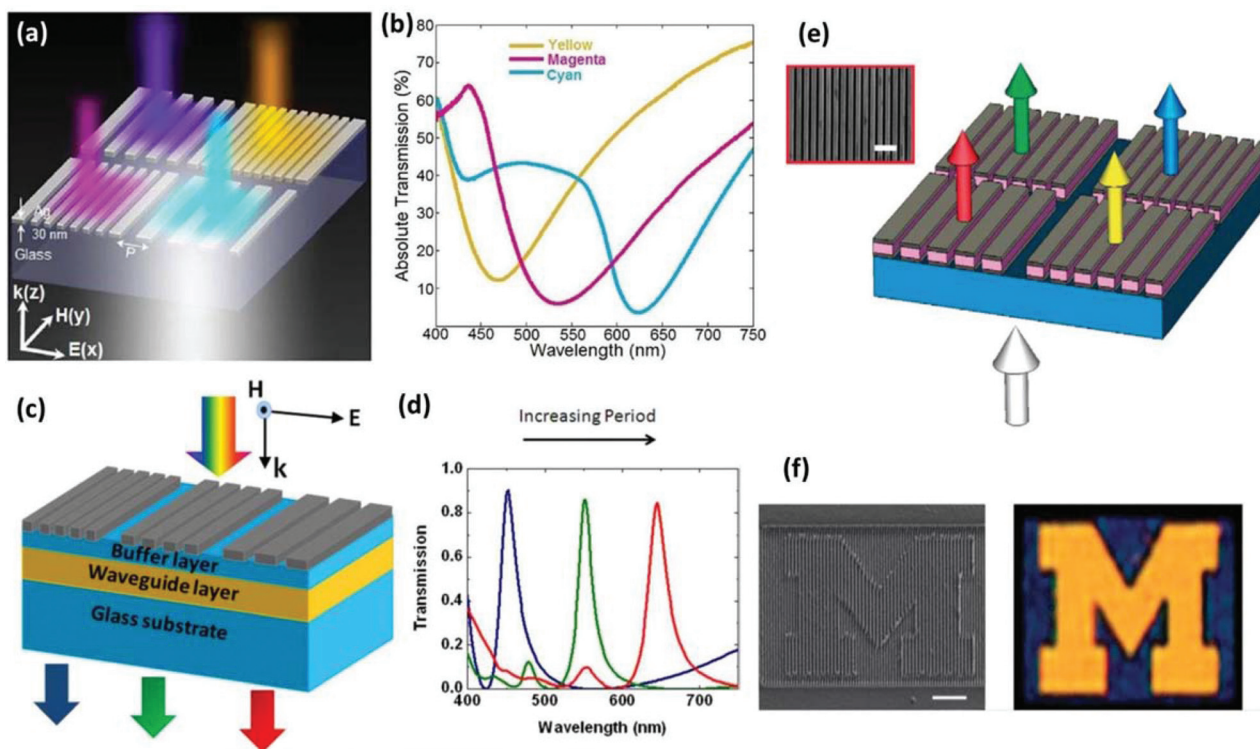 (a)
Ag
30 nm
Glass
P
k(z)
H(y)
E(x)
(b)
80
70
60
50
40
30
20
10
Absolute Transmission (%)
Yellow
Magenta
Cyan
400 450 500 550 600 650 700 750
Wavelength (nm)
(e)
(c)
H
E
k
Buffer layer
Waveguide layer
Glass substrate
(d)
Increasing Period
1.0
0.8
0.6
0.4
0.2
0.0
Transmission
400 500 600 700
Wavelength (nm)
(f)
M
M